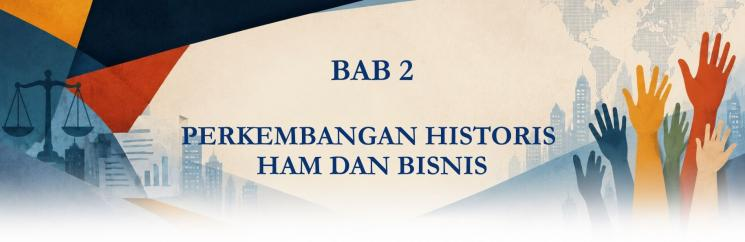 BAB 2
PERKEMBANGAN HISTORIS
HAM DAN BISNIS